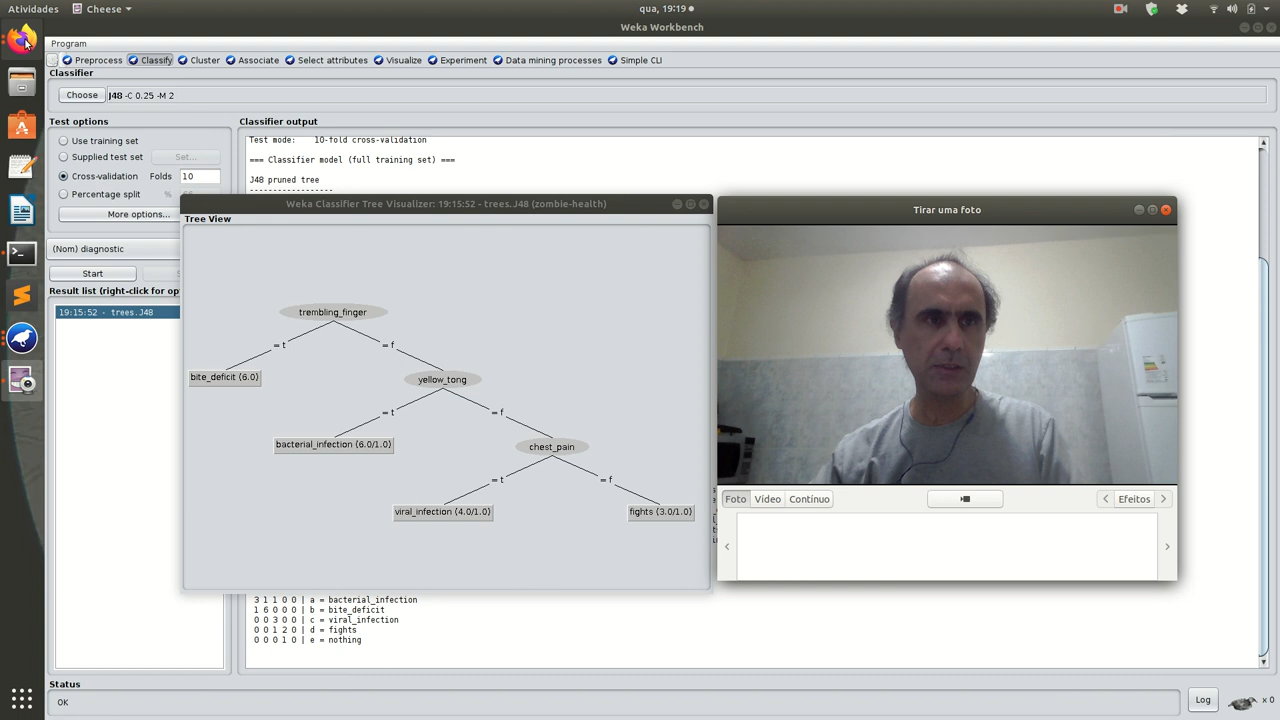 Atividades
Cheese
qua, 19:19
Weka Workbench
Program
Preprocess
Classify
Cluster
Associate
Select attributes
Visualize
Experiment
Data mining processes
Simple CLI
Classifier
Choose
J48 -C 0.25 -M 2
Test options
Use training set
Supplied test set
Set...
Cross-validation Folds 10
Percentage split %
More options...
(Nom) diagnostic
Start
Result list (right-click for op
19:15:52 - trees.J48
Classifier output
Test mode: 10-fold cross-validation
=== Classifier model (full training set) ===
J48 pruned tree
------------------
Weka Classifier Tree Visualizer: 19:15:52 - trees.J48 (zombie-health)
Tree View
trembling_finger
= t
= f
bite_deficit (6.0)
yellow_tong
= t
= f
bacterial_infection (6.0/1.0)
chest_pain
= t
= f
viral_infection (4.0/1.0)
fights (3.0/1.0)
Tirar uma foto
Foto
Vídeo
Contínuo
Efeitos
3 1 1 0 0 | a = bacterial_infection
1 6 0 0 0 | b = bite_deficit
0 0 3 0 0 | c = viral_infection
0 0 1 2 0 | d = fights
0 0 0 1 0 | e = nothing
Status
OK
Log
x 0